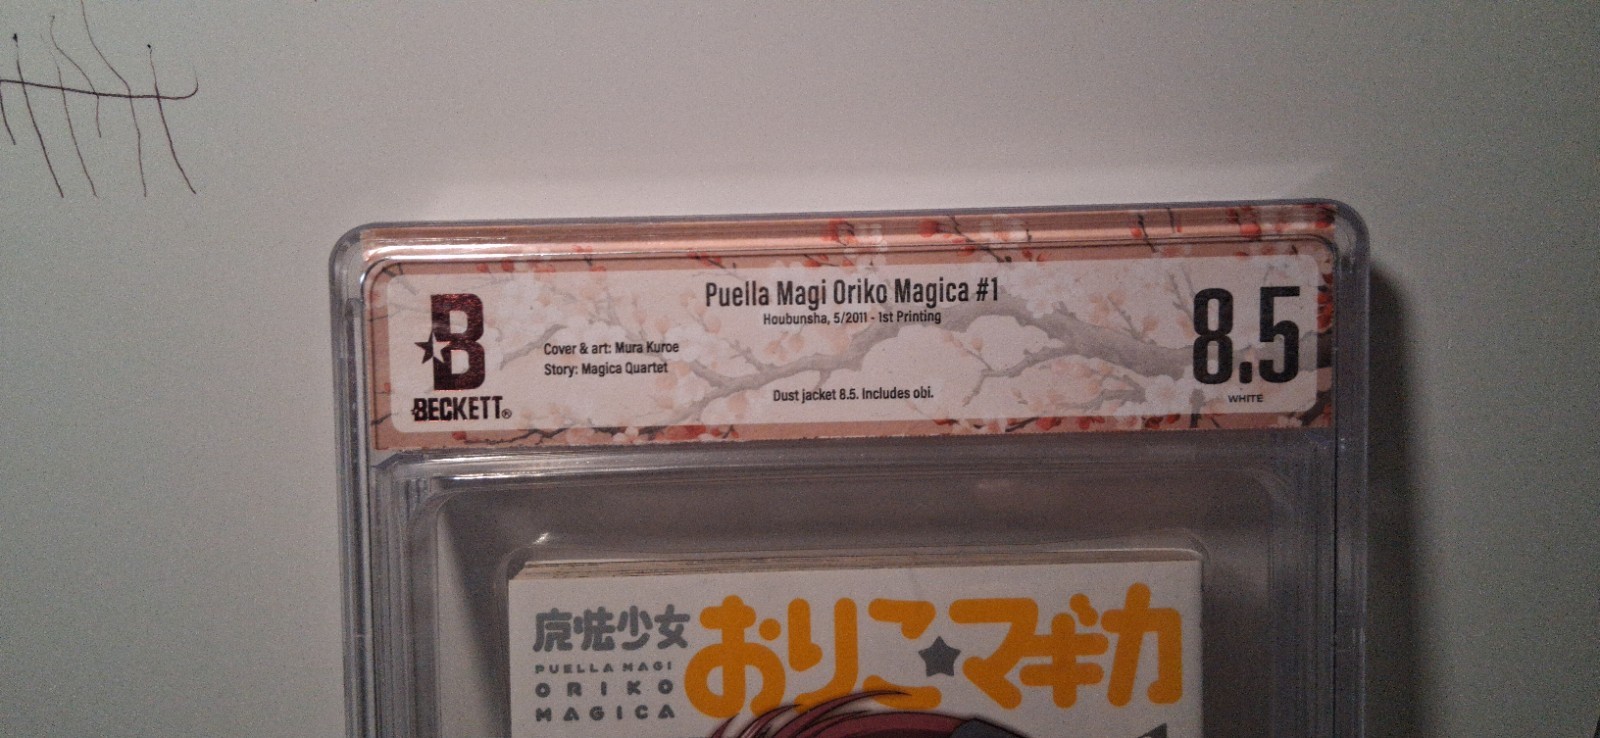 Puella Magi Oriko Magica #1
Houbunsha, 5/2011 - 1st Printing
Cover & art: Mura Kuroe
Story: Magica Quartet
Dust jacket 8.5. Includes obi.
B
BECKETT®
8.5
WHITE
魔法少女
PUELLA MAGI
ORIKO
MAGICA
おりこ★マギカ